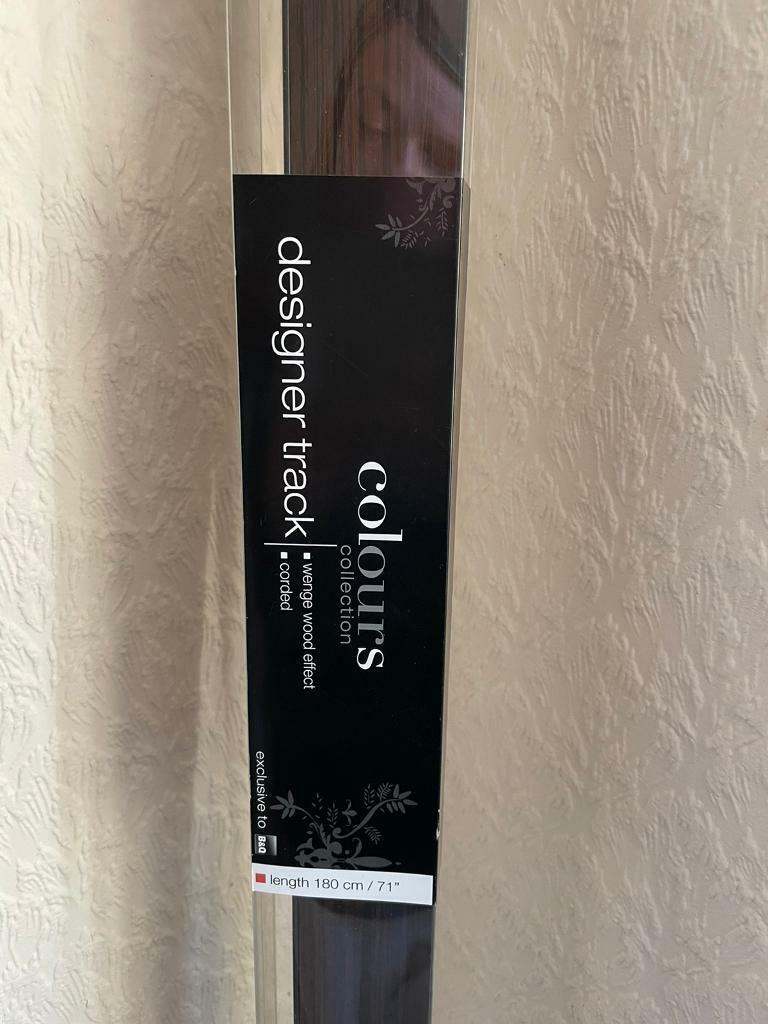 colours
collection
designer track
▪ wenge wood effect
▪ corded
exclusive to B&Q
length 180 cm / 71"